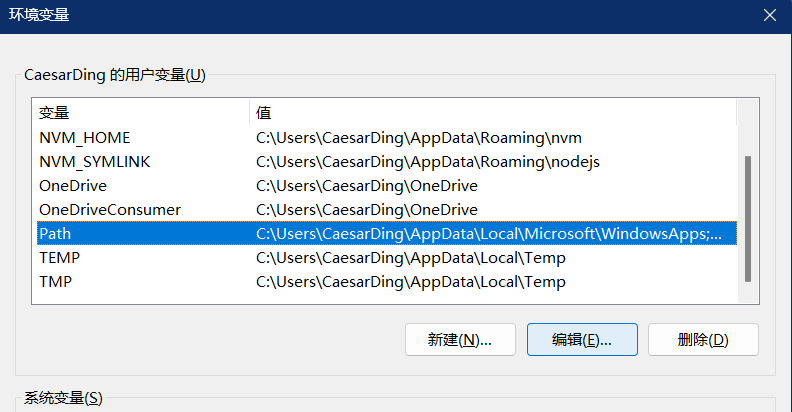 环境变量
CaesarDing 的用户变量(U)
变量 值
NVM_HOME C:\Users\CaesarDing\AppData\Roaming\nvm
NVM_SYMLINK C:\Users\CaesarDing\AppData\Roaming\nodejs
OneDrive C:\Users\CaesarDing\OneDrive
OneDriveConsumer C:\Users\CaesarDing\OneDrive
Path C:\Users\CaesarDing\AppData\Local\Microsoft\WindowsApps;...
TEMP C:\Users\CaesarDing\AppData\Local\Temp
TMP C:\Users\CaesarDing\AppData\Local\Temp
新建(N)... 编辑(E)... 删除(D)
系统变量(S)